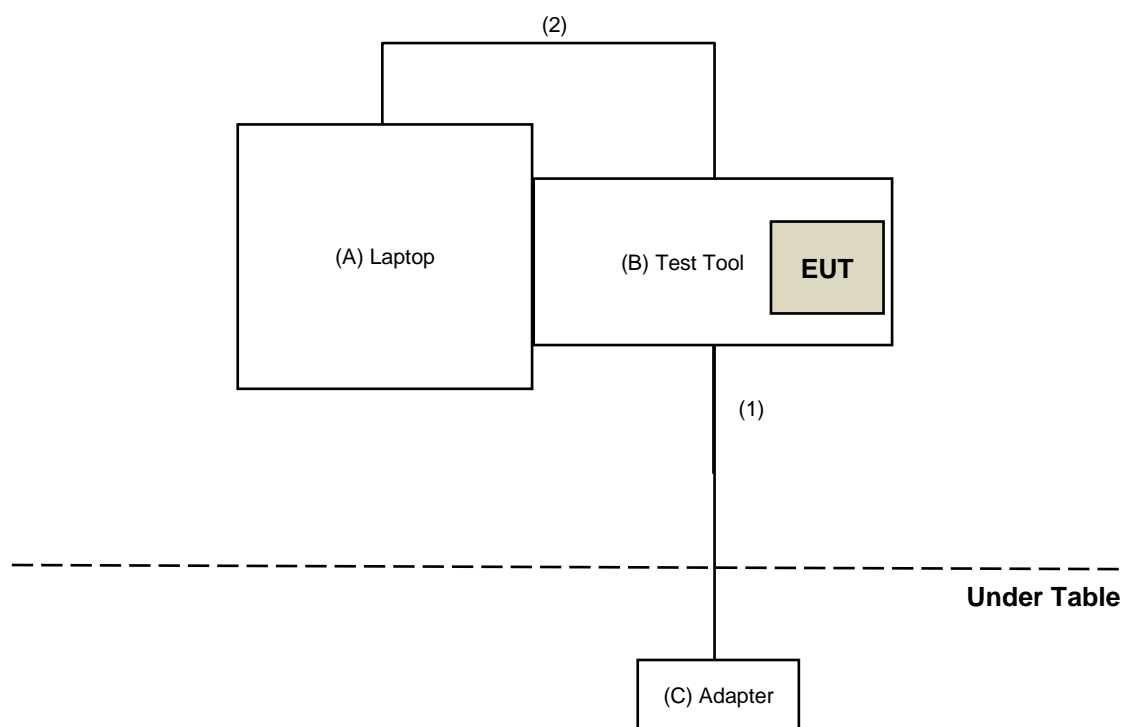 (2)
(A) Laptop
(B) Test Tool
EUT
(1)
Under Table
(C) Adapter